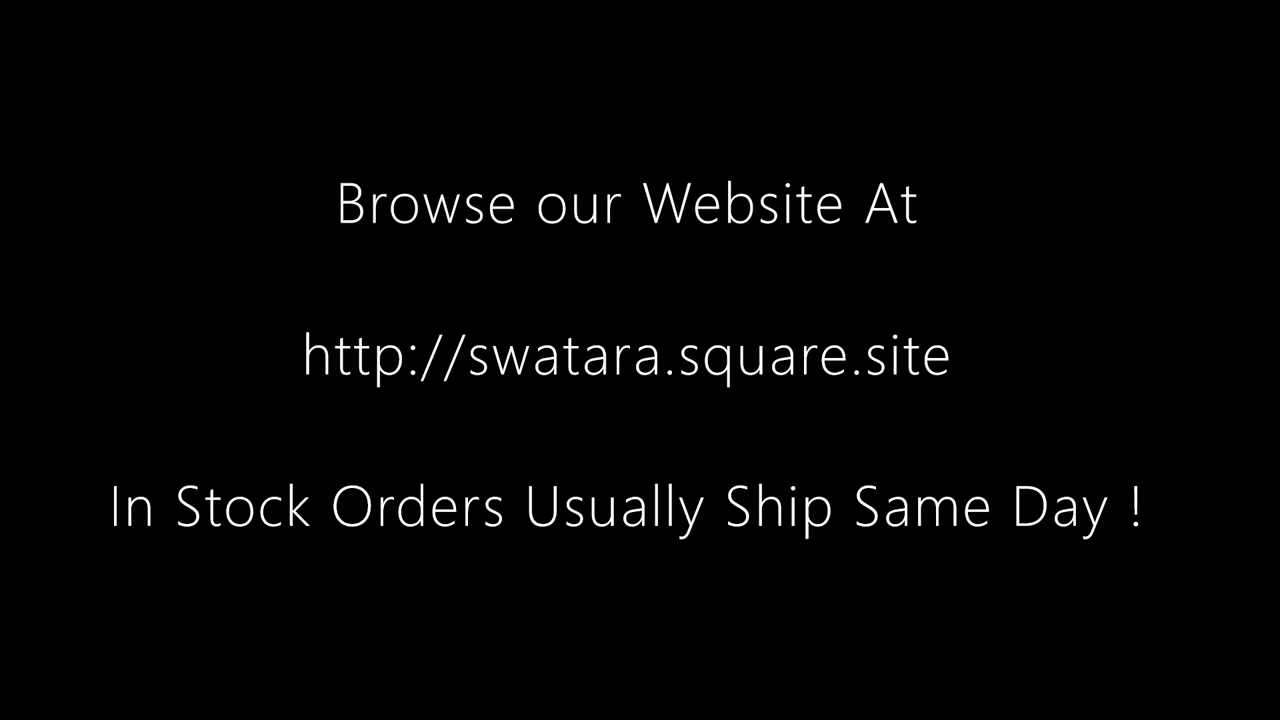 Browse our Website At
http://swatara.square.site
In Stock Orders Usually Ship Same Day !